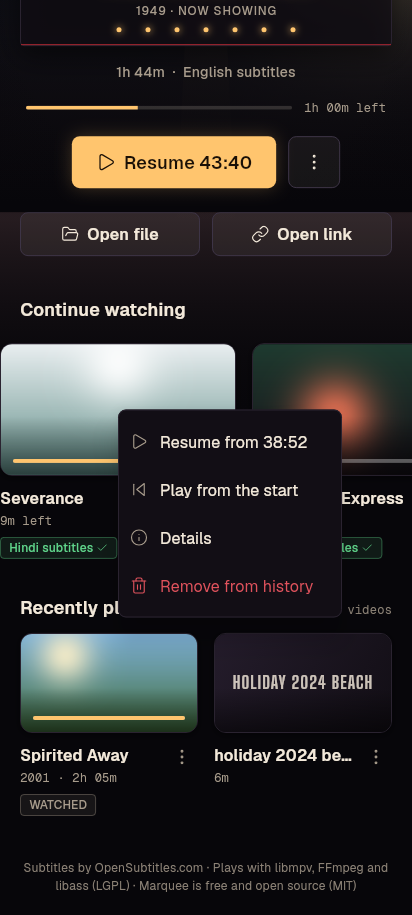 1949 · NOW SHOWING
1h 44m · English subtitles
1h 00m left
Resume 43:40
Open file
Open link
Continue watching
Resume from 38:52
Play from the start
Details
Remove from history
Severance
Express
9m left
Hindi subtitles
Recently
videos
HOLIDAY 2024 BEACH
Spirited Away
holiday 2024 be...
2001 · 2h 05m
6m
WATCHED
Subtitles by OpenSubtitles.com · Plays with libmpv, FFmpeg and
libass (LGPL) · Marquee is free and open source (MIT)